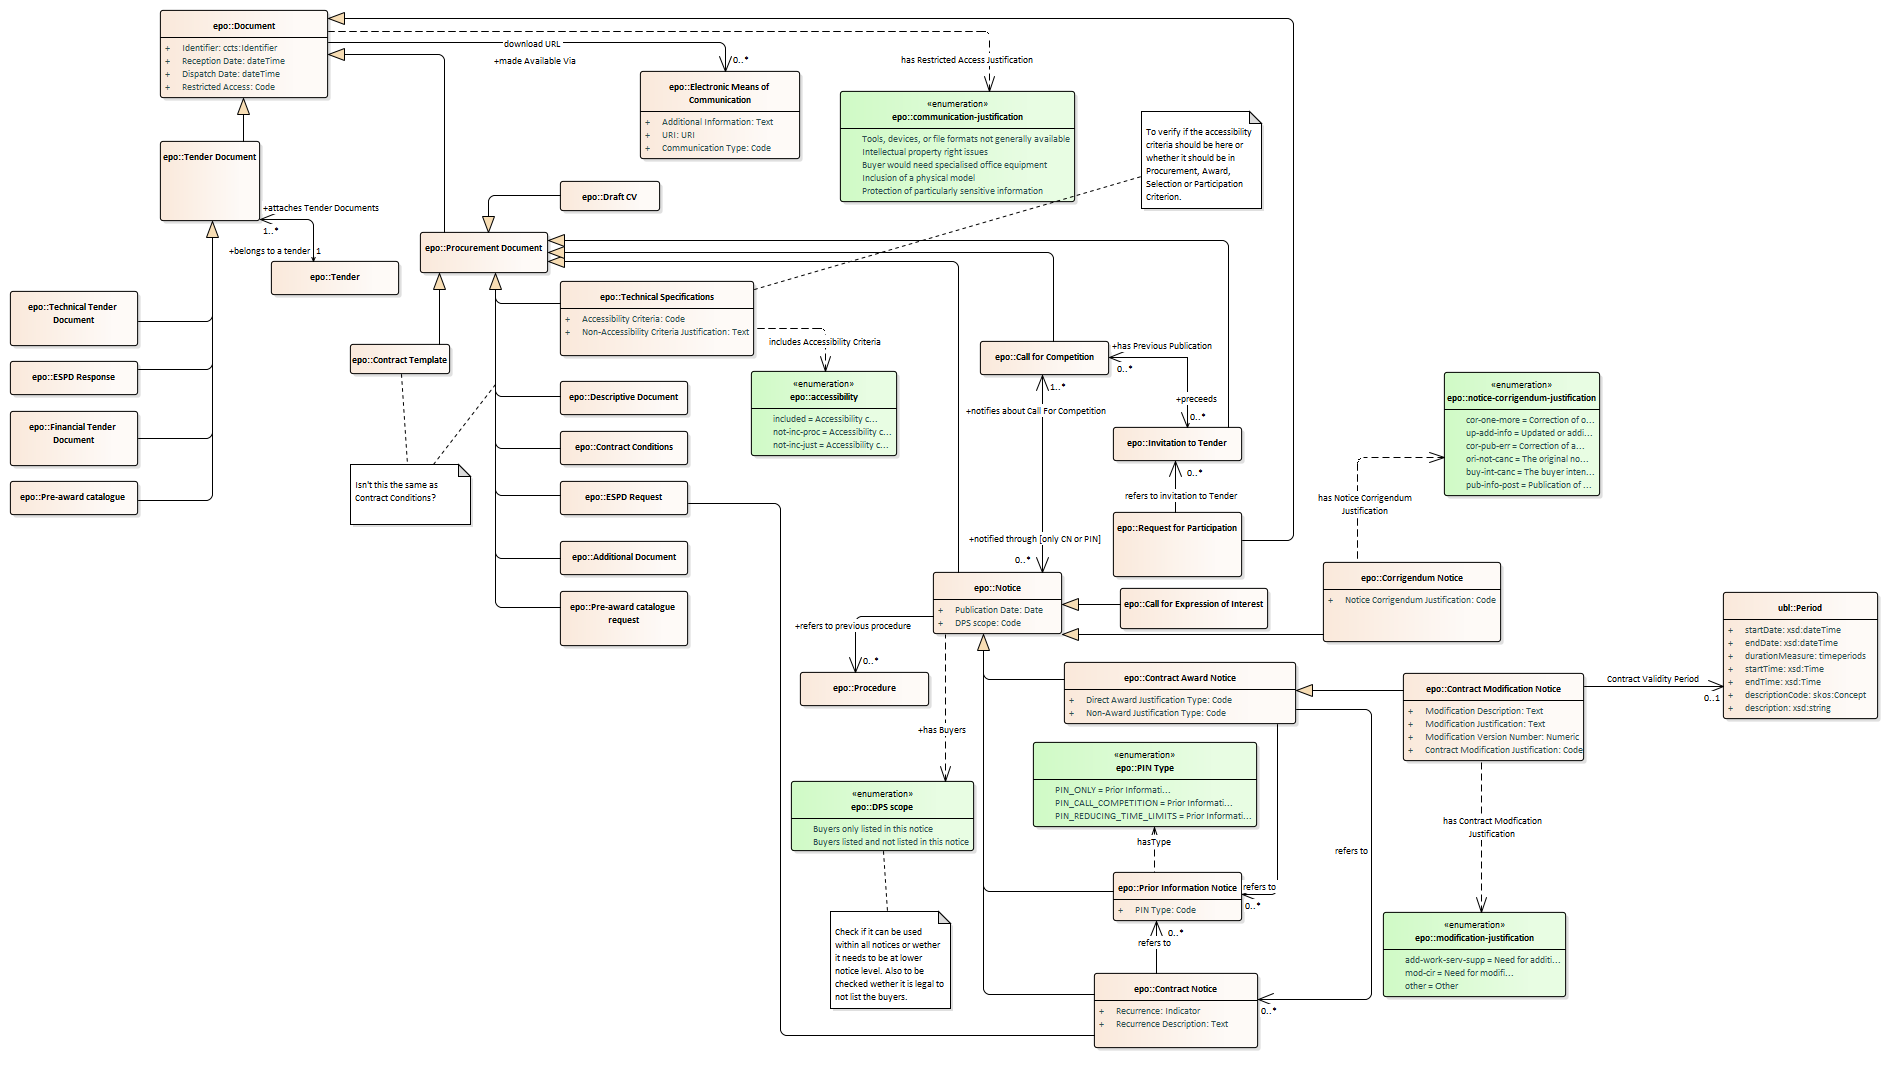 epo::Document
+ Identifier: ccts:Identifier
+ Reception Date: dateTime
+ Dispatch Date: dateTime
+ Restricted Access: Code
download URL
+made Available Via
0..*
epo::Electronic Means of
Communication
+ Additional Information: Text
+ URI: URI
+ Communication Type: Code
has Restricted Access Justification
«enumeration»
epo::communication-justification
Tools, devices, or file formats not generally available
Intellectual property right issues
Buyer would need specialised office equipment
Inclusion of a physical model
Protection of particularly sensitive information
To verify if the accessibility
criteria should be here or
whether it should be in
Procurement, Award,
Selection or Participation
Criterion.
epo::Tender Document
+attaches Tender Documents
1..*
+belongs to a tender 1
epo::Tender
epo::Technical Tender
Document
epo::ESPD Response
epo::Financial Tender
Document
epo::Pre-award catalogue
epo::Draft CV
epo::Procurement Document
epo::Technical Specifications
+ Accessibility Criteria: Code
+ Non-Accessibility Criteria Justification: Text
includes Accessibility Criteria
«enumeration»
epo::accessibility
included = Accessibility c...
not-inc-proc = Accessibility c...
not-inc-just = Accessibility c...
epo::Contract Template
Isn't this the same as
Contract Conditions?
epo::Descriptive Document
epo::Contract Conditions
epo::ESPD Request
epo::Additional Document
epo::Pre-award catalogue
request
epo::Call for Competition
+has Previous Publication
0..*
+preceeds
0..*
1..*
+notifies about Call For Competition
epo::Invitation to Tender
0..*
refers to invitation to Tender
epo::Request for Participation
+notified through [only CN or PIN]
0..*
«enumeration»
epo::notice-corrigendum-justification
cor-one-more = Correction of o...
up-add-info = Updated or addi...
cor-pub-err = Correction of a...
ori-not-canc = The original no...
buy-int-canc = The buyer inten...
pub-info-post = Publication of ...
has Notice Corrigendum
Justification
epo::Notice
+ Publication Date: Date
+ DPS scope: Code
epo::Call for Expression of Interest
epo::Corrigendum Notice
+ Notice Corrigendum Justification: Code
+refers to previous procedure
0..*
epo::Procedure
+has Buyers
«enumeration»
epo::DPS scope
Buyers only listed in this notice
Buyers listed and not listed in this notice
Check if it can be used
within all notices or wether
it needs to be at lower
notice level. Also to be
checked wether it is legal to
not list the buyers.
epo::Contract Award Notice
+ Direct Award Justification Type: Code
+ Non-Award Justification Type: Code
epo::Contract Modification Notice
+ Modification Description: Text
+ Modification Justification: Text
+ Modification Version Number: Numeric
+ Contract Modification Justification: Code
Contract Validity Period
0..1
ubl::Period
+ startDate: xsd:dateTime
+ endDate: xsd:dateTime
+ durationMeasure: timeperiods
+ startTime: xsd:Time
+ endTime: xsd:Time
+ descriptionCode: skos:Concept
+ description: xsd:string
«enumeration»
epo::PIN Type
PIN_ONLY = Prior Informati...
PIN_CALL_COMPETITION = Prior Informati...
PIN_REDUCING_TIME_LIMITS = Prior Informati...
hasType
epo::Prior Information Notice
+ PIN Type: Code
refers to
0..*
0..*
refers to
refers to
epo::Contract Notice
+ Recurrence: Indicator
+ Recurrence Description: Text
0..*
has Contract Modfication
Justification
«enumeration»
epo::modification-justification
add-work-serv-supp = Need for additi...
mod-cir = Need for modifi...
other = Other